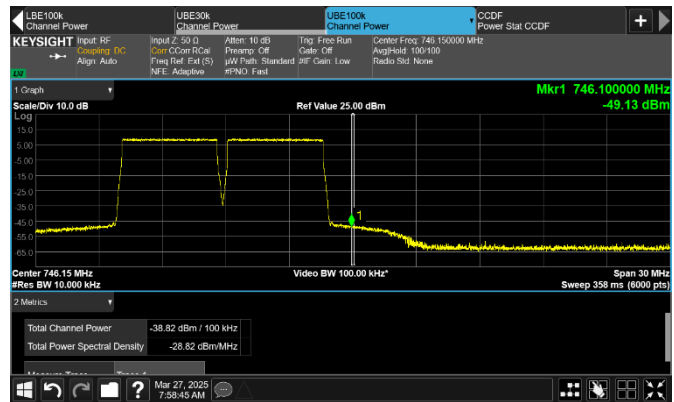 LBE100k
Channel Power
UBE30k
Channel Power
UBE100k
Channel Power
CCDF
Power Stat CCDF
KEYSIGHT
Input: RF
Coupling: DC
Align: Auto
Input Z: 50 Ω
Corr CCorr RCal
Freq Ref: Ext (S)
NFE: Adaptive
Atten: 10 dB
Preamp: Off
µW Path: Standard
#PNO: Fast
Trig: Free Run
Gate: Off
#IF Gain: Low
Center Freq: 746.150000 MHz
Avg|Hold: 100/100
Radio Std: None
LXI
1 Graph
Mkr1 746.100000 MHz
Scale/Div 10.0 dB
Ref Value 25.00 dBm
-49.13 dBm
Log
15.0
5.00
-5.00
-15.0
-25.0
-35.0
-45.0
-55.0
-65.0
1
Center 746.15 MHz
Video BW 100.00 kHz*
Span 30 MHz
#Res BW 10.000 kHz
Sweep 358 ms (6000 pts)
2 Metrics
Total Channel Power -38.82 dBm / 100 kHz
Total Power Spectral Density -28.82 dBm/MHz
Measure Trace Trace 1
?
Mar 27, 2025
7:58:45 AM